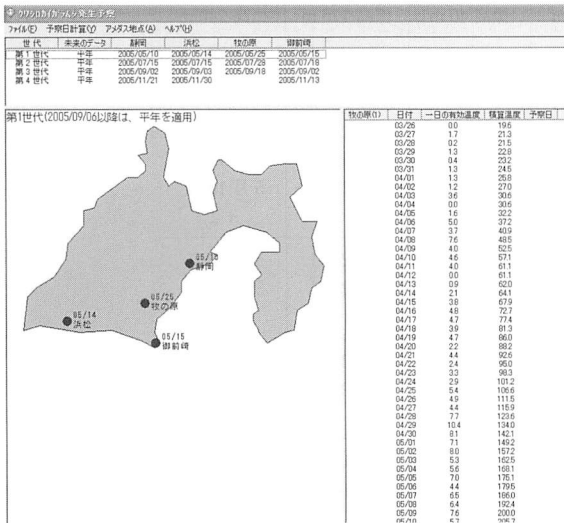 クワシロカイガラムシ発生予察
ファイル(F) 予察日計算(Y) アメダス地点(A) ヘルプ(H)
世代 未来のデータ 静岡 浜松 牧の原 御前崎
第1世代 平年 2005/05/10 2005/05/14 2005/05/25 2005/05/15
第2世代 平年 2005/07/15 2005/07/15 2005/07/28 2005/07/18
第3世代 平年 2005/09/02 2005/09/03 2005/09/18 2005/09/02
第4世代 平年 2005/11/21 2005/11/30 2005/11/13
第1世代(2005/09/06以降は、平年を適用)
05/10
静岡
05/25
牧の原
05/14
浜松
05/15
御前崎
牧の原(1) 日付 一日の有効温度 積算温度 予察日
03/26 0.0 19.6
03/27 1.7 21.3
03/28 0.2 21.5
03/29 1.3 22.8
03/30 0.4 23.2
03/31 1.3 24.5
04/01 1.3 25.8
04/02 1.2 27.0
04/03 3.6 30.6
04/04 0.0 30.6
04/05 1.6 32.2
04/06 5.0 37.2
04/07 3.7 40.9
04/08 7.6 48.5
04/09 4.0 52.5
04/10 4.6 57.1
04/11 4.0 61.1
04/12 0.0 61.1
04/13 0.9 62.0
04/14 2.1 64.1
04/15 3.8 67.9
04/16 4.8 72.7
04/17 4.7 77.4
04/18 3.9 81.3
04/19 4.7 86.0
04/20 2.2 88.2
04/21 4.4 92.6
04/22 2.4 95.0
04/23 3.3 98.3
04/24 2.9 101.2
04/25 5.4 106.6
04/26 4.9 111.5
04/27 4.4 115.9
04/28 7.7 123.6
04/29 10.4 134.0
04/30 8.1 142.1
05/01 7.1 149.2
05/02 8.0 157.2
05/03 5.3 162.5
05/04 5.6 168.1
05/05 7.0 175.1
05/06 4.4 179.5
05/07 6.5 186.0
05/08 6.4 192.4
05/09 7.6 200.0
05/10 5.7 205.7